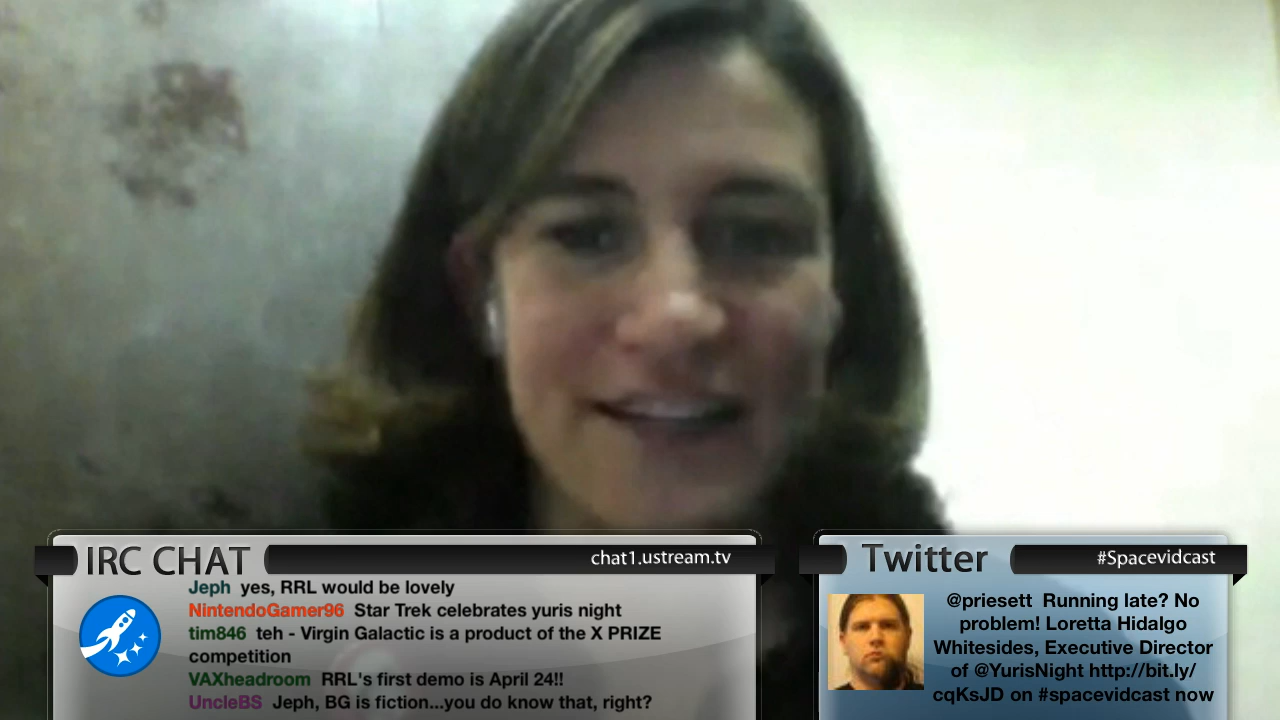 IRC CHAT
chat1.ustream.tv
Jeph yes, RRL would be lovely
NintendoGamer96 Star Trek celebrates yuris night
tim846 teh - Virgin Galactic is a product of the X PRIZE
competition
VAXheadroom RRL's first demo is April 24!!
UncleBS Jeph, BG is fiction...you do know that, right?
Twitter
#Spacevidcast
@priesett Running late? No
problem! Loretta Hidalgo
Whitesides, Executive Director
of @YurisNight http://bit.ly/
cqKsJD on #spacevidcast now